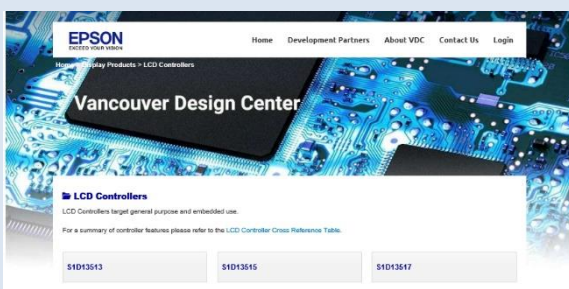 EPSON
EXCEED YOUR VISION
Home Development Partners About VDC Contact Us Login
Home > Display Products > LCD Controllers
Vancouver Design Center
LCD Controllers
LCD Controllers target general purpose and embedded use.
For a summary of controller features please refer to the LCD Controller Cross Reference Table.
S1D13513 S1D13515 S1D13517